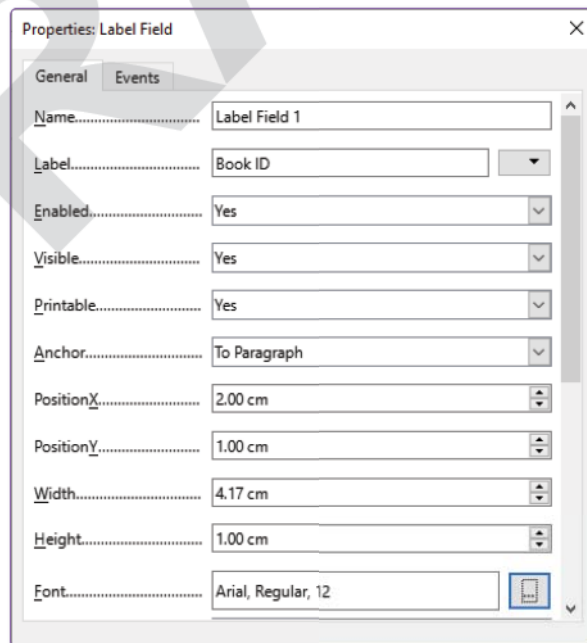 Properties: Label Field
General Events
Name............................... Label Field 1
Label................................ Book ID
Enabled............................ Yes
Visible.............................. Yes
Printable.......................... Yes
Anchor............................. To Paragraph
PositionX......................... 2.00 cm
PositionY......................... 1.00 cm
Width............................... 4.17 cm
Height.............................. 1.00 cm
Font.................................. Arial, Regular, 12